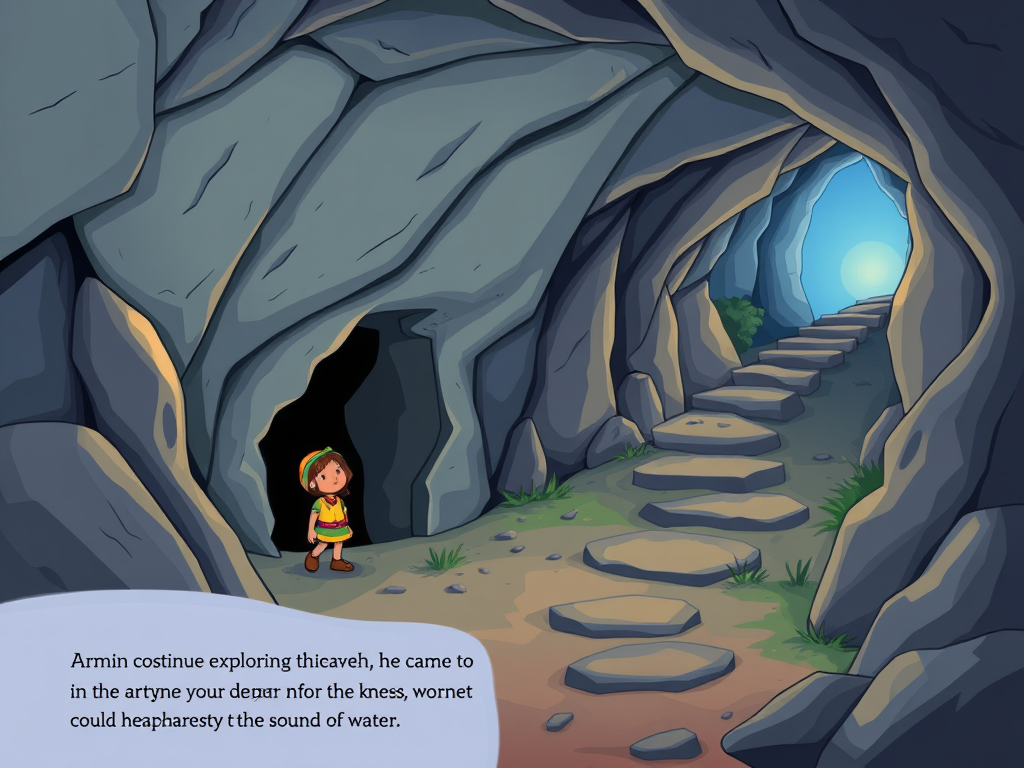 Armin costinue exploring thicaveh, he came to
in the artyne your depar nfor the kness, wornet
could heapharesty t the sound of water.